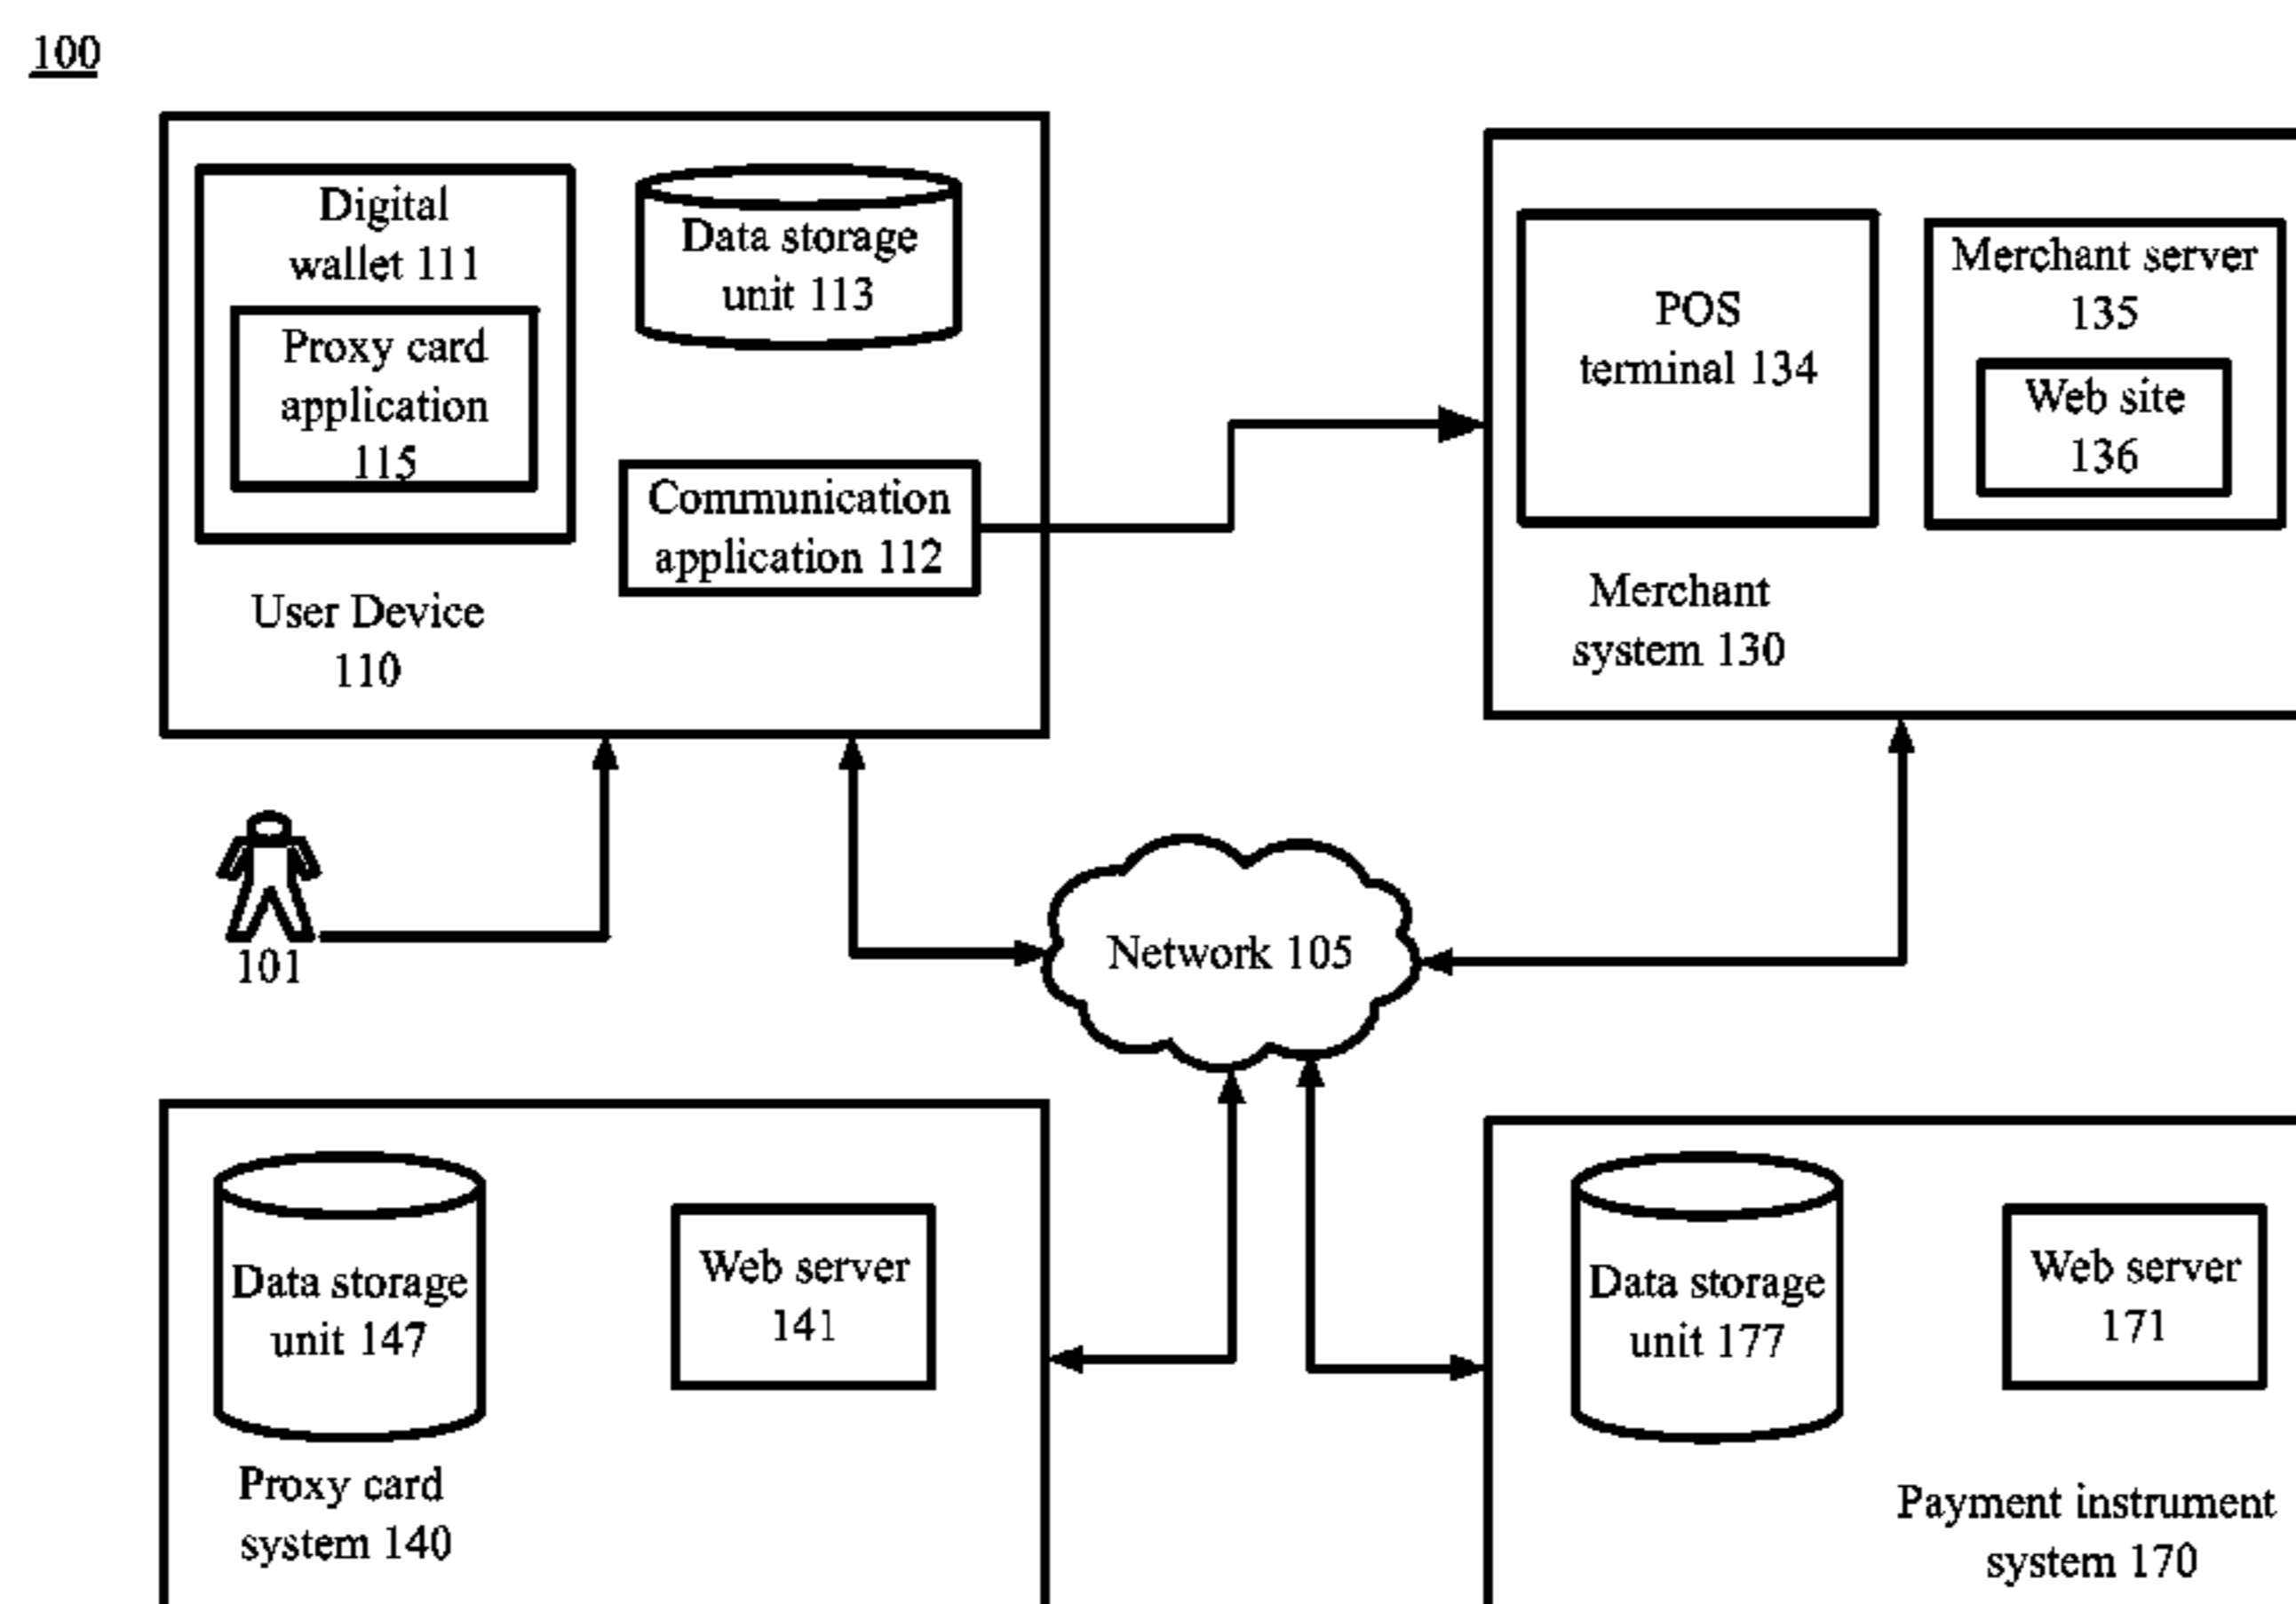 100
Digital
wallet 111
Proxy card
application
115
Data storage
unit 113
Communication
application 112
User Device
110
POS
terminal 134
Merchant server
135
Web site
136
Merchant
system 130
101
Network 105
Data storage
unit 147
Web server
141
Proxy card
system 140
Data storage
unit 177
Web server
171
Payment instrument
system 170